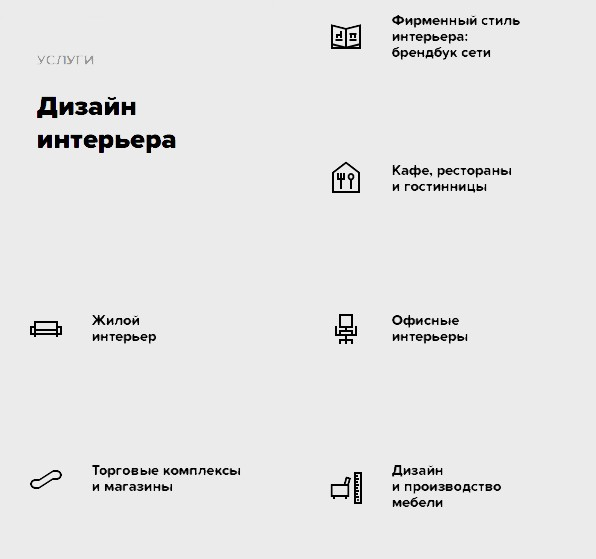 УСЛУГИ
Дизайн
интерьера
Фирменный стиль
интерьера:
брендбук сети
Кафе, рестораны
и гостинницы
Жилой
интерьер
Офисные
интерьеры
Торговые комплексы
и магазины
Дизайн
и производство
мебели